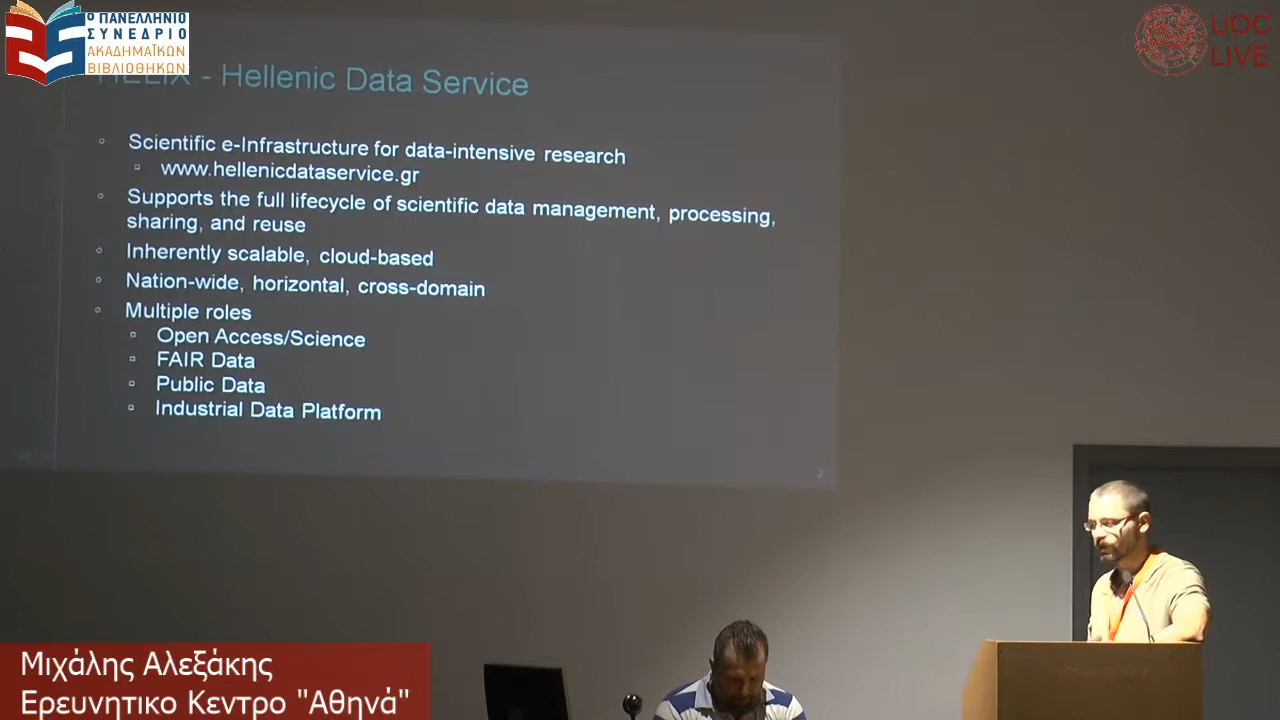 ο ΠΑΝΕΛΛΗΝΙΟ
ΣΥΝΕΔΡΙΟ
ΑΚΑΔΗΜΑΪΚΩΝ
ΒΙΒΛΙΟΘΗΚΩΝ
UOC
LIVE
HELIX - Hellenic Data Service
Scientific e-Infrastructure for data-intensive research
www.hellenicdataservice.gr
Supports the full lifecycle of scientific data management, processing,
sharing, and reuse
Inherently scalable, cloud-based
Nation-wide, horizontal, cross-domain
Multiple roles
Open Access/Science
FAIR Data
Public Data
Industrial Data Platform
2
Μιχάλης Αλεξάκης
Ερευνητικο Κεντρο "Αθηνά"